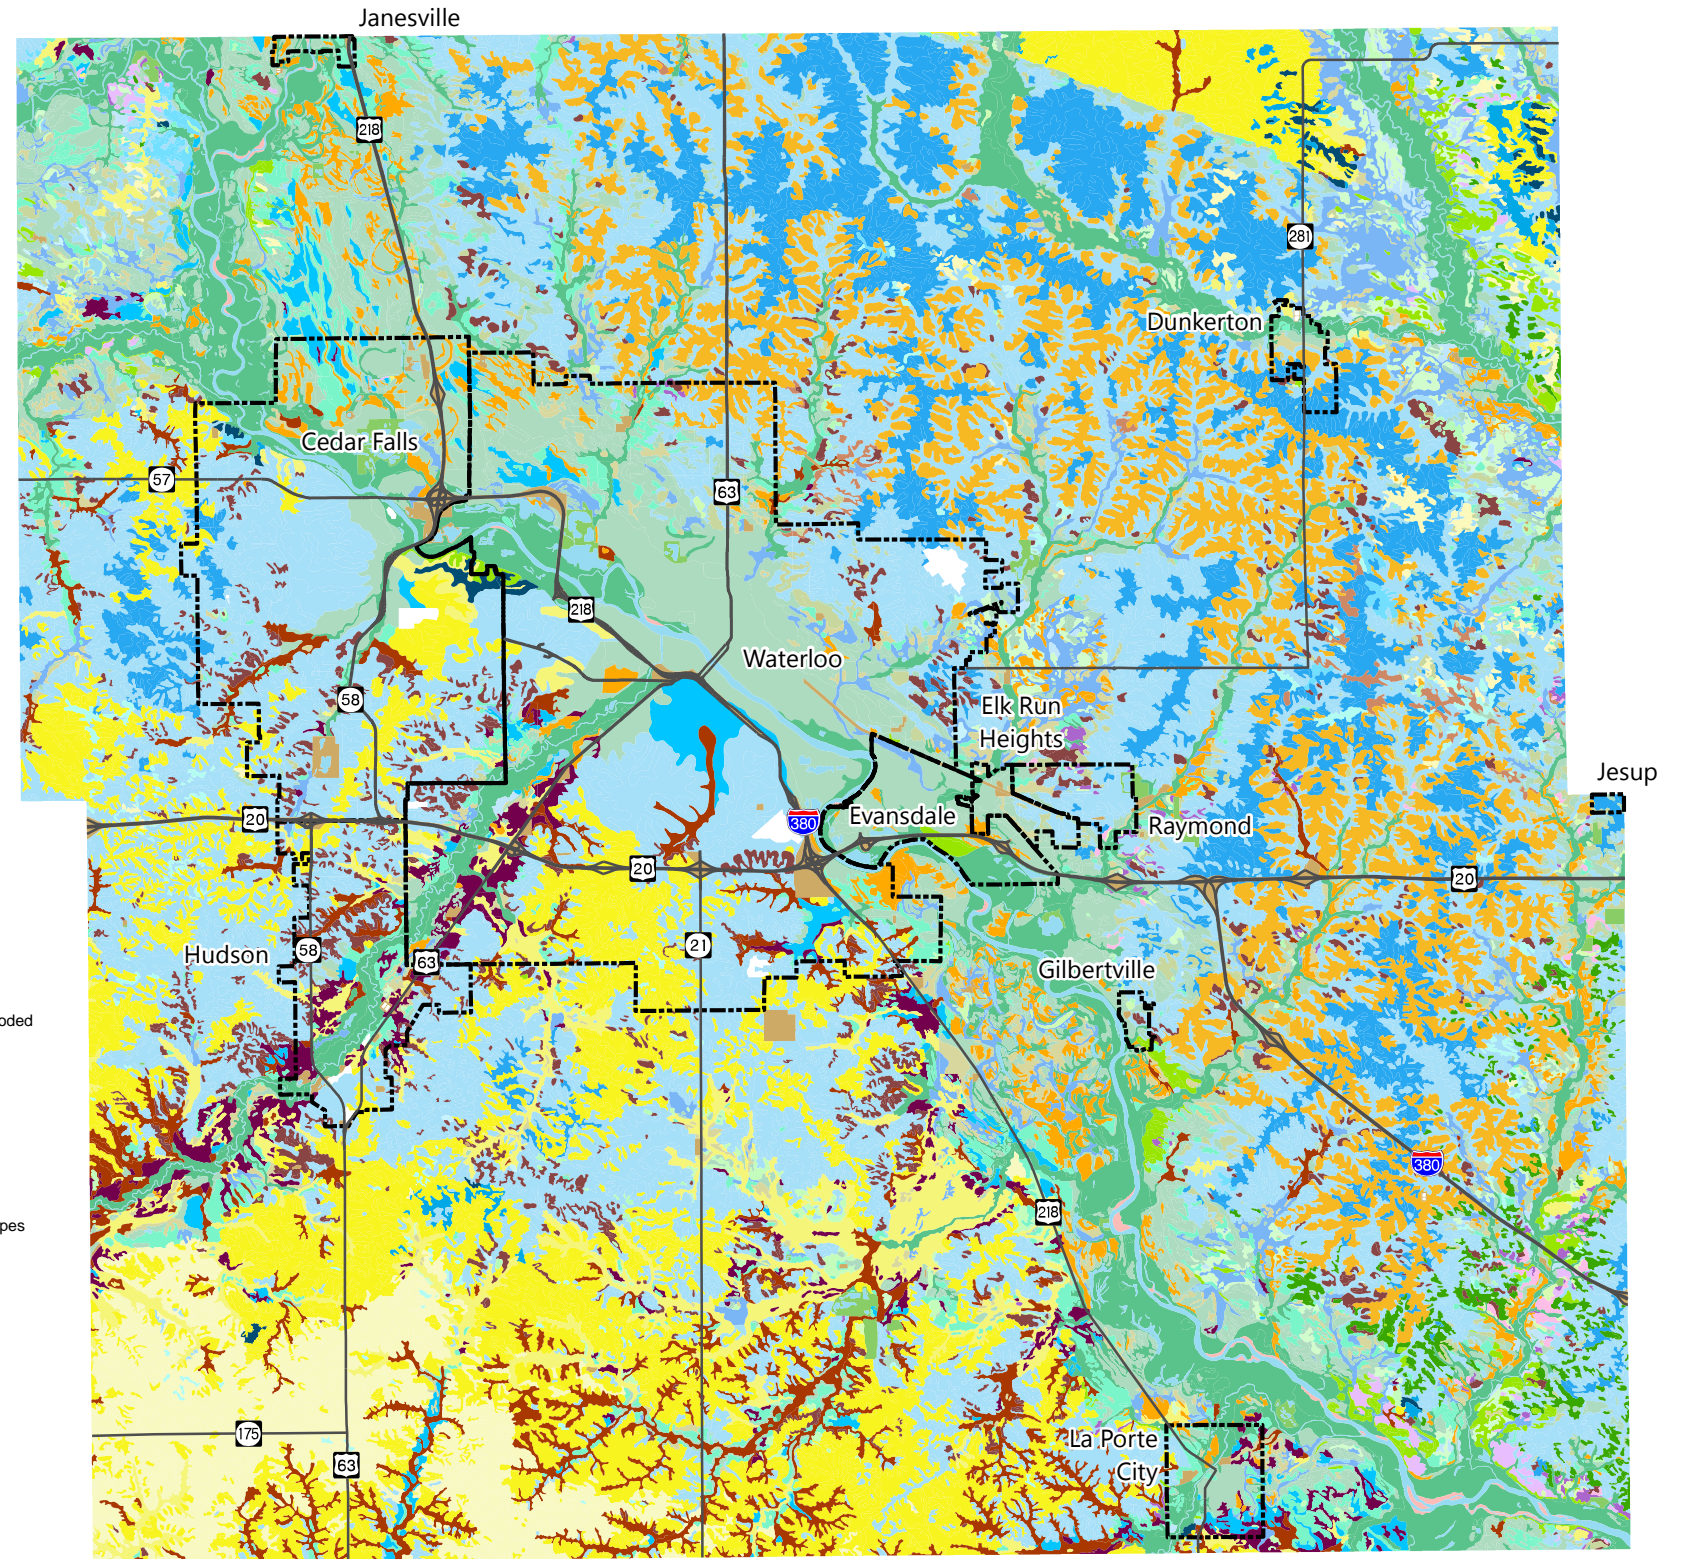 Janesville
218
281
Dunkerton
Cedar Falls
57
63
218
Waterloo
58
Elk Run
Heights
Jesup
20
380
Evansdale
Raymond
20
20
Hudson
58
63
21
Gilbertville
oded
380
218
pes
175
63
La Porte
City